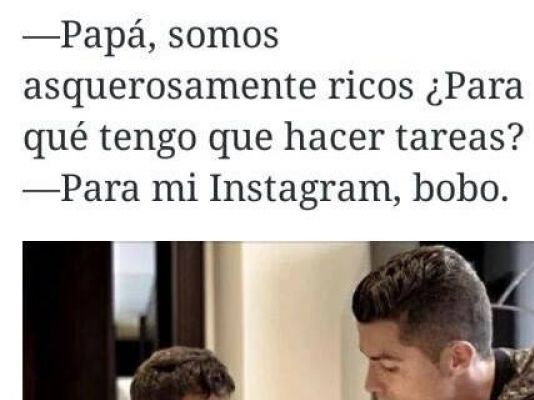 —Papá, somos
asquerosamente ricos ¿Para
qué tengo que hacer tareas?
—Para mi Instagram, bobo.